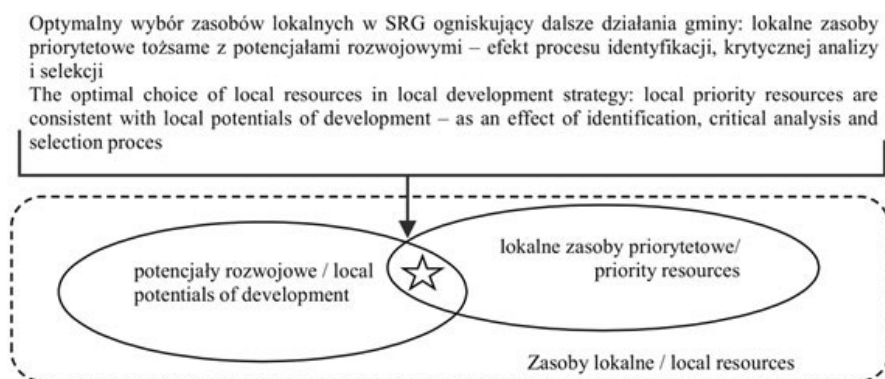 Optymalny wybór zasobów lokalnych w SRG ogniskujący dalsze działania gminy: lokalne zasoby
priorytetowe tożsame z potencjałami rozwojowymi – efekt procesu identyfikacji, krytycznej analizy
i selekcji
The optimal choice of local resources in local development strategy: local priority resources are
consistent with local potentials of development – as an effect of identification, critical analysis and
selection proces
potencjały rozwojowe / local
potentials of development
lokalne zasoby priorytetowe/
priority resources
Zasoby lokalne / local resources